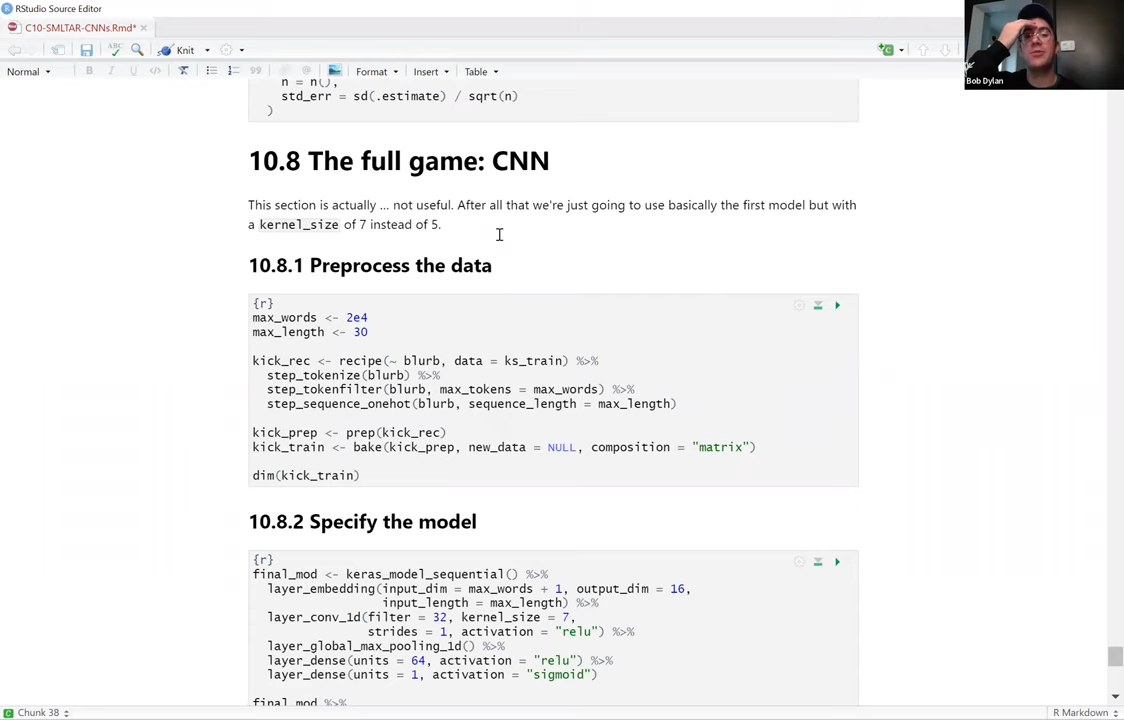 RStudio Source Editor
C10-SMLTAR-CNNs.Rmd*
ABC
Knit
Normal
B I U </>
Format
Insert
Table
Bob Dylan
n = n(),
std_err = sd(.estimate) / sqrt(n)
)
10.8 The full game: CNN
This section is actually ... not useful. After all that we're just going to use basically the first model but with
a kernel_size of 7 instead of 5.
10.8.1 Preprocess the data
{r}
max_words <- 2e4
max_length <- 30
kick_rec <- recipe(~ blurb, data = ks_train) %>%
step_tokenize(blurb) %>%
step_tokenfilter(blurb, max_tokens = max_words) %>%
step_sequence_onehot(blurb, sequence_length = max_length)
kick_prep <- prep(kick_rec)
kick_train <- bake(kick_prep, new_data = NULL, composition = "matrix")
dim(kick_train)
10.8.2 Specify the model
{r}
final_mod <- keras_model_sequential() %>%
layer_embedding(input_dim = max_words + 1, output_dim = 16,
input_length = max_length) %>%
layer_conv_1d(filter = 32, kernel_size = 7,
strides = 1, activation = "relu") %>%
layer_global_max_pooling_1d() %>%
layer_dense(units = 64, activation = "relu") %>%
layer_dense(units = 1, activation = "sigmoid")
final_mod %>%
Chunk 38
R Markdown